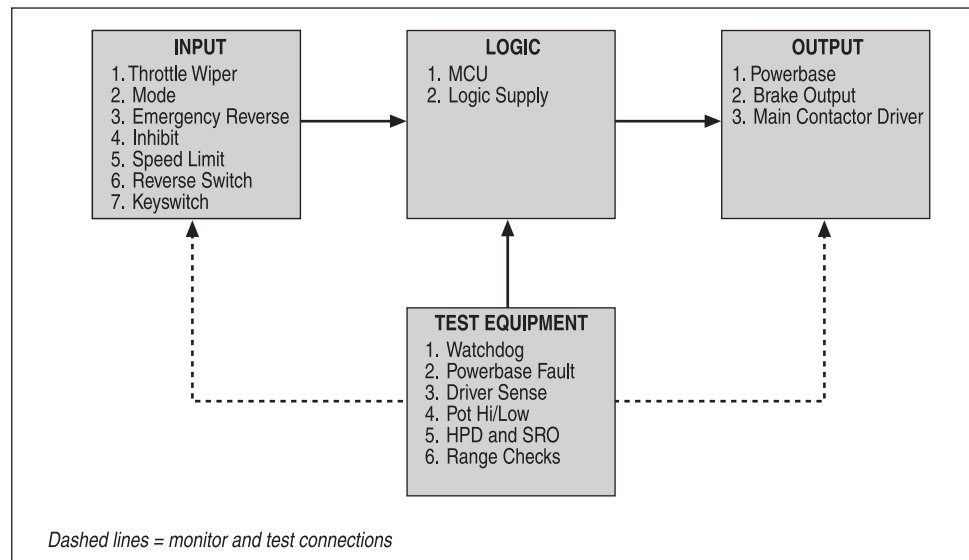 INPUT
1. Throttle Wiper
2. Mode
3. Emergency Reverse
4. Inhibit
5. Speed Limit
6. Reverse Switch
7. Keyswitch
LOGIC
1. MCU
2. Logic Supply
OUTPUT
1. Powerbase
2. Brake Output
3. Main Contactor Driver
TEST EQUIPMENT
1. Watchdog
2. Powerbase Fault
3. Driver Sense
4. Pot Hi/Low
5. HPD and SRO
6. Range Checks
Dashed lines = monitor and test connections